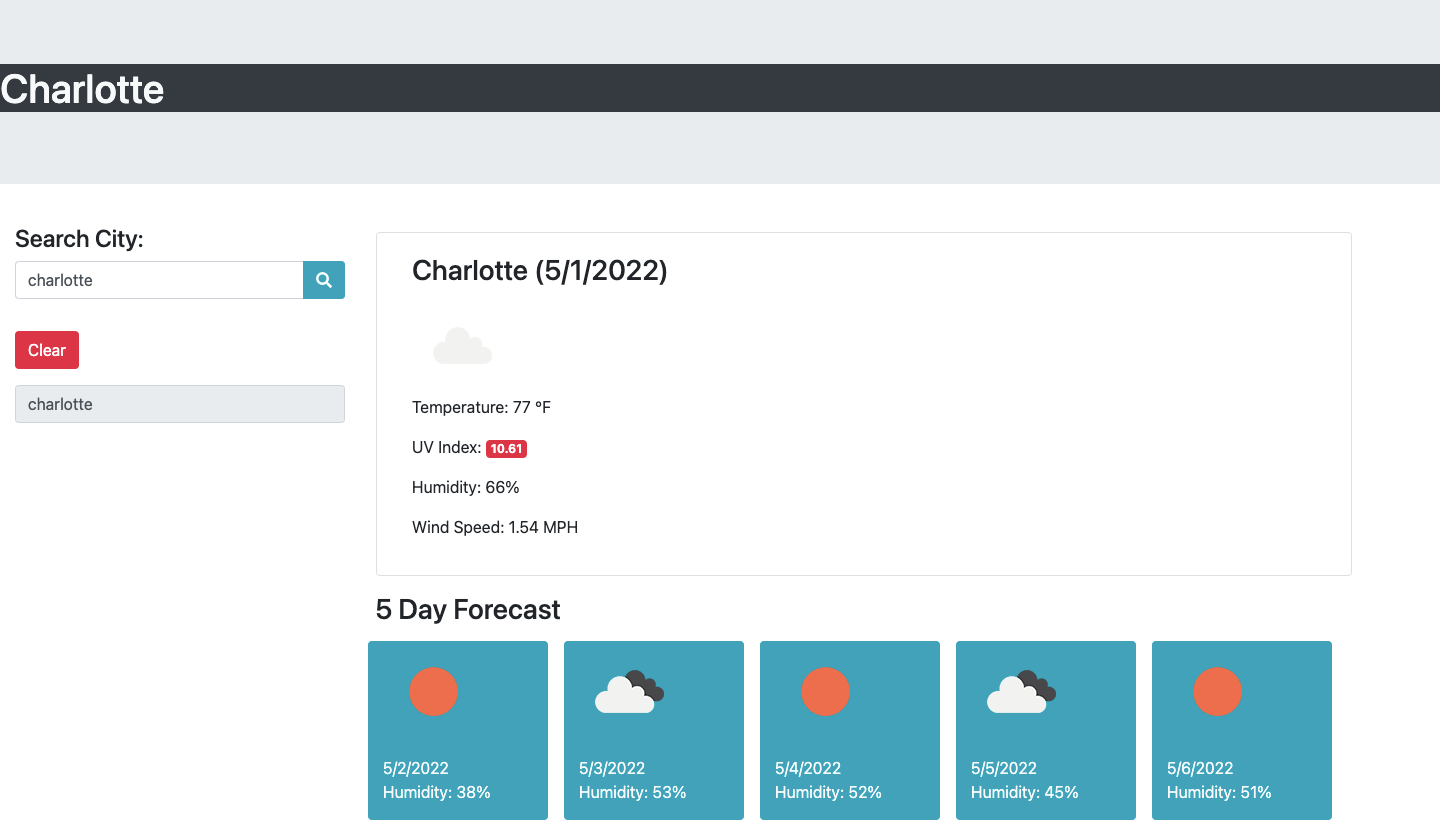 Charlotte
Search City:
charlotte
Clear
charlotte
Charlotte (5/1/2022)
Temperature: 77 ºF
UV Index: 10.61
Humidity: 66%
Wind Speed: 1.54 MPH
5 Day Forecast
5/2/2022
Humidity: 38%
5/3/2022
Humidity: 53%
5/4/2022
Humidity: 52%
5/5/2022
Humidity: 45%
5/6/2022
Humidity: 51%